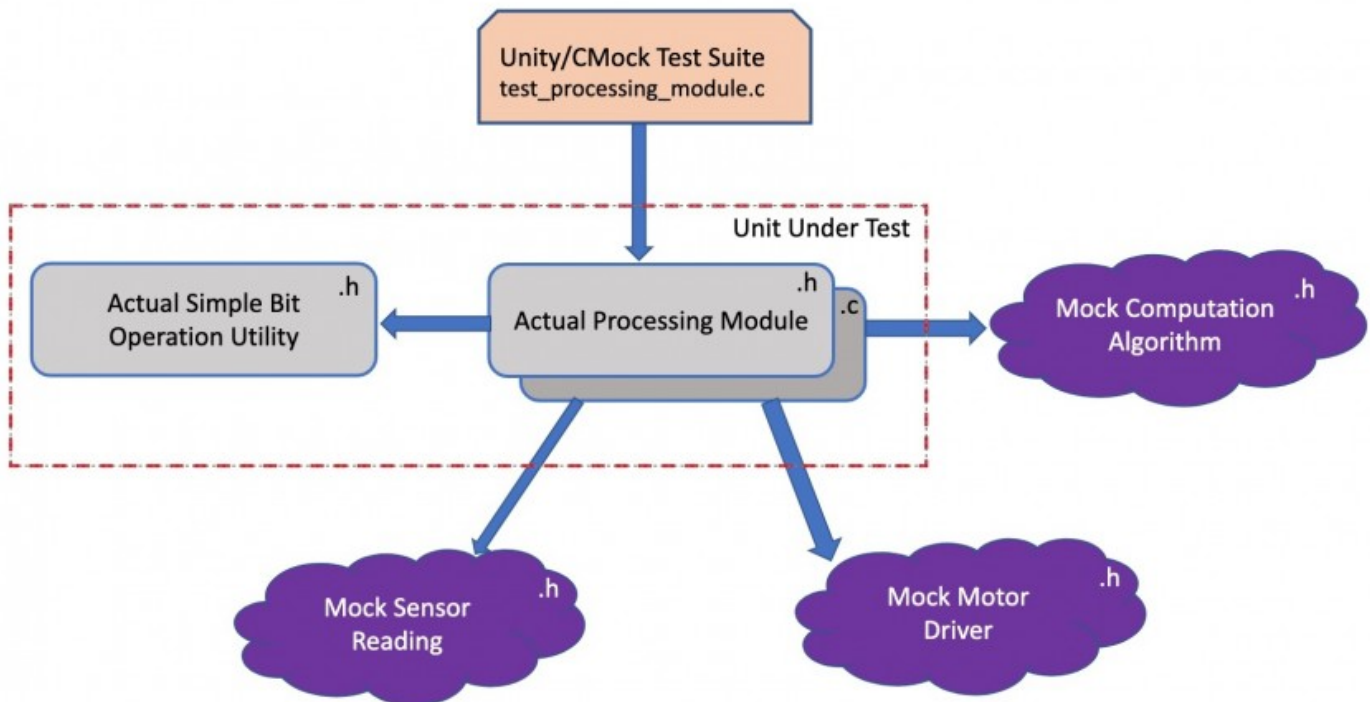 Unity/CMock Test Suite
test_processing_module.c
Unit Under Test
Actual Simple Bit
Operation Utility
.h
Actual Processing Module
.h
.c
Mock Computation
Algorithm
.h
Mock Sensor
Reading
.h
Mock Motor
Driver
.h